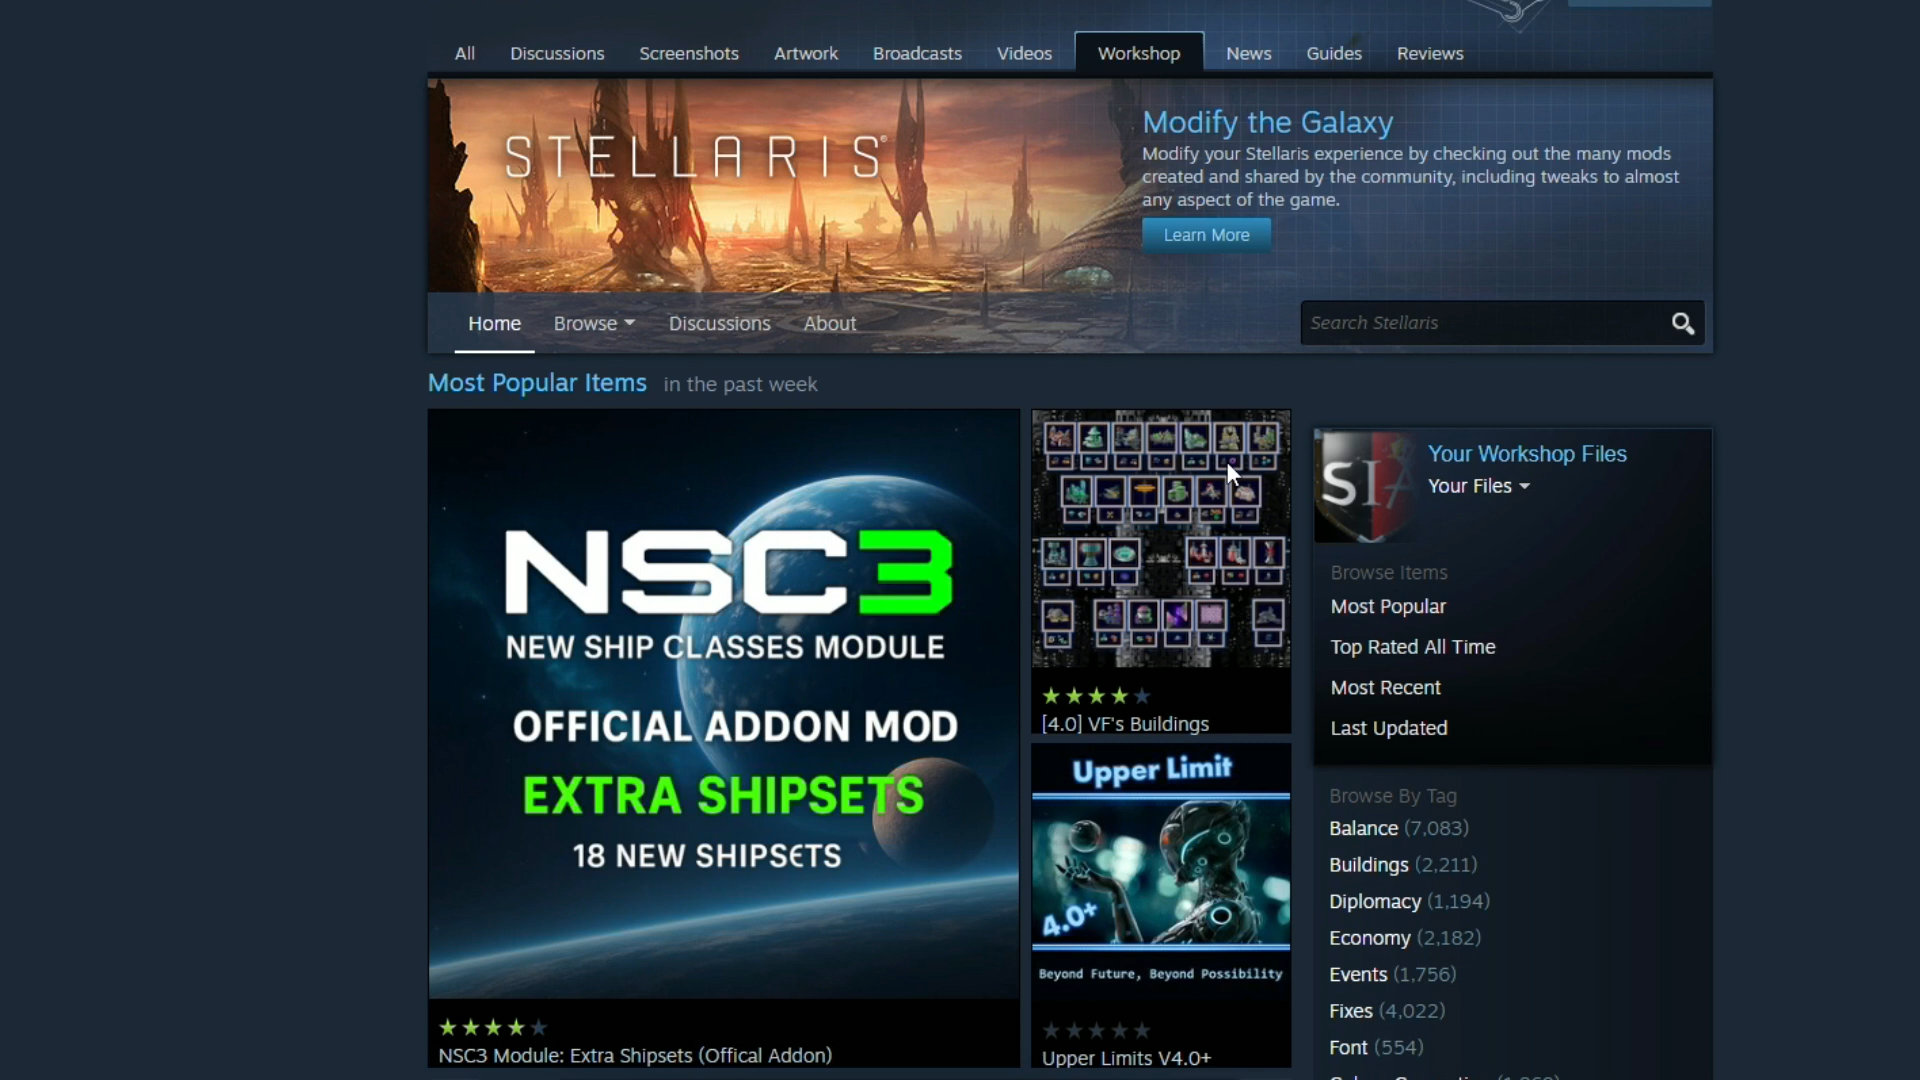 All Discussions Screenshots Artwork Broadcasts Videos Workshop News Guides Reviews
STELLARIS®
Modify the Galaxy
Modify your Stellaris experience by checking out the many mods
created and shared by the community, including tweaks to almost
any aspect of the game.
Learn More
Home Browse Discussions About
Search Stellaris
Most Popular Items in the past week
NSC3
NEW SHIP CLASSES MODULE
OFFICIAL ADDON MOD
EXTRA SHIPSETS
18 NEW SHIPSETS
NSC3 Module: Extra Shipsets (Offical Addon)
[4.0] VF's Buildings
Upper Limit
4.0+
Beyond Future, Beyond Possibility
Upper Limits V4.0+
SIA
Your Workshop Files
Your Files
Browse Items
Most Popular
Top Rated All Time
Most Recent
Last Updated
Browse By Tag
Balance (7,083)
Buildings (2,211)
Diplomacy (1,194)
Economy (2,182)
Events (1,756)
Fixes (4,022)
Font (554)